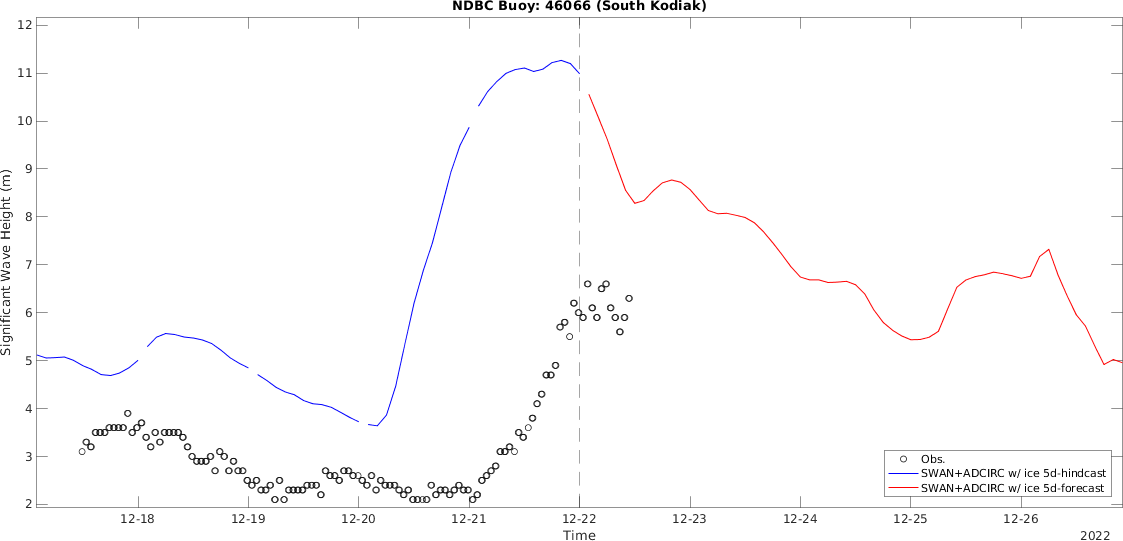 NDBC Buoy: 46066 (South Kodiak)
12
11
10
9
8
7
6
5
4
3
2
Significant Wave Height (m)
Obs.
SWAN+ADCIRC w/ ice 5d-hindcast
SWAN+ADCIRC w/ ice 5d-forecast
12-18 12-19 12-20 12-21 12-22 12-23 12-24 12-25 12-26
Time
2022